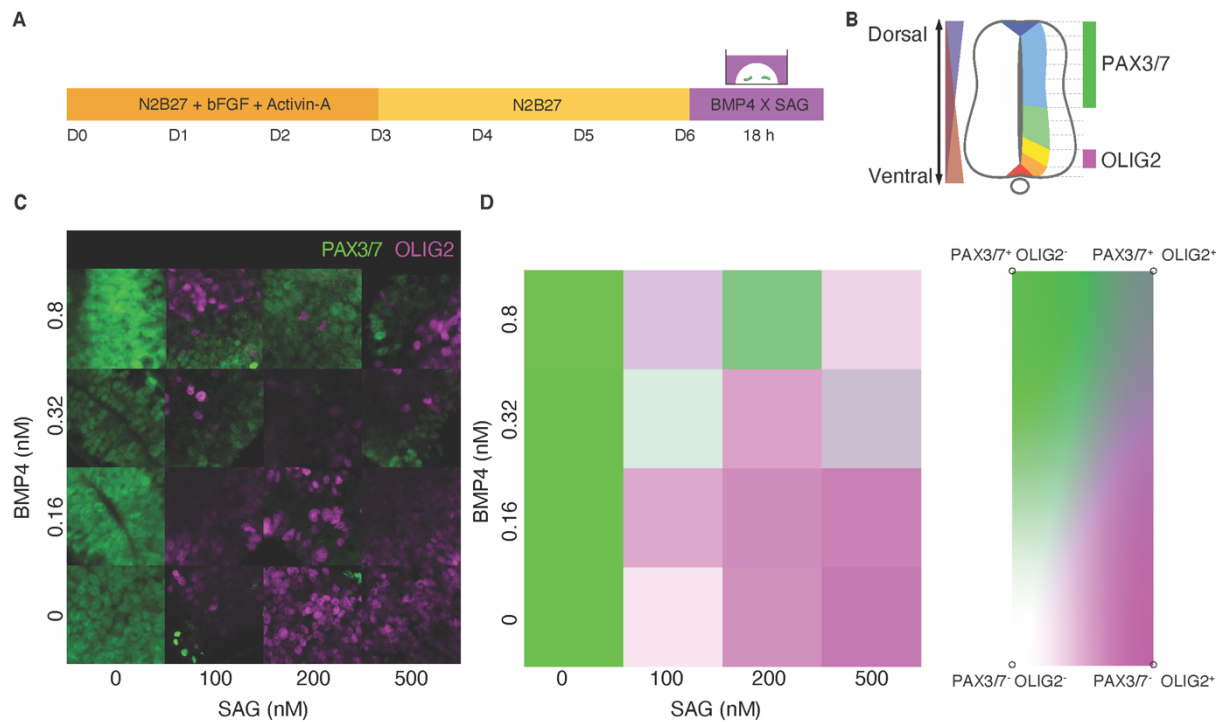 A
N2B27 + bFGF + Activin-A
N2B27
BMP4 X SAG
D0
D1
D2
D3
D4
D5
D6
18 h
B
Dorsal
Ventral
PAX3/7
OLIG2
C
PAX3/7 OLIG2
BMP4 (nM)
0.8
0.32
0.16
0
0
100
200
500
SAG (nM)
D
BMP4 (nM)
0.8
0.32
0.16
0
0
100
200
500
SAG (nM)
PAX3/7⁺ OLIG2⁻
PAX3/7⁺ OLIG2⁺
PAX3/7⁻ OLIG2⁻
PAX3/7⁻ OLIG2⁺